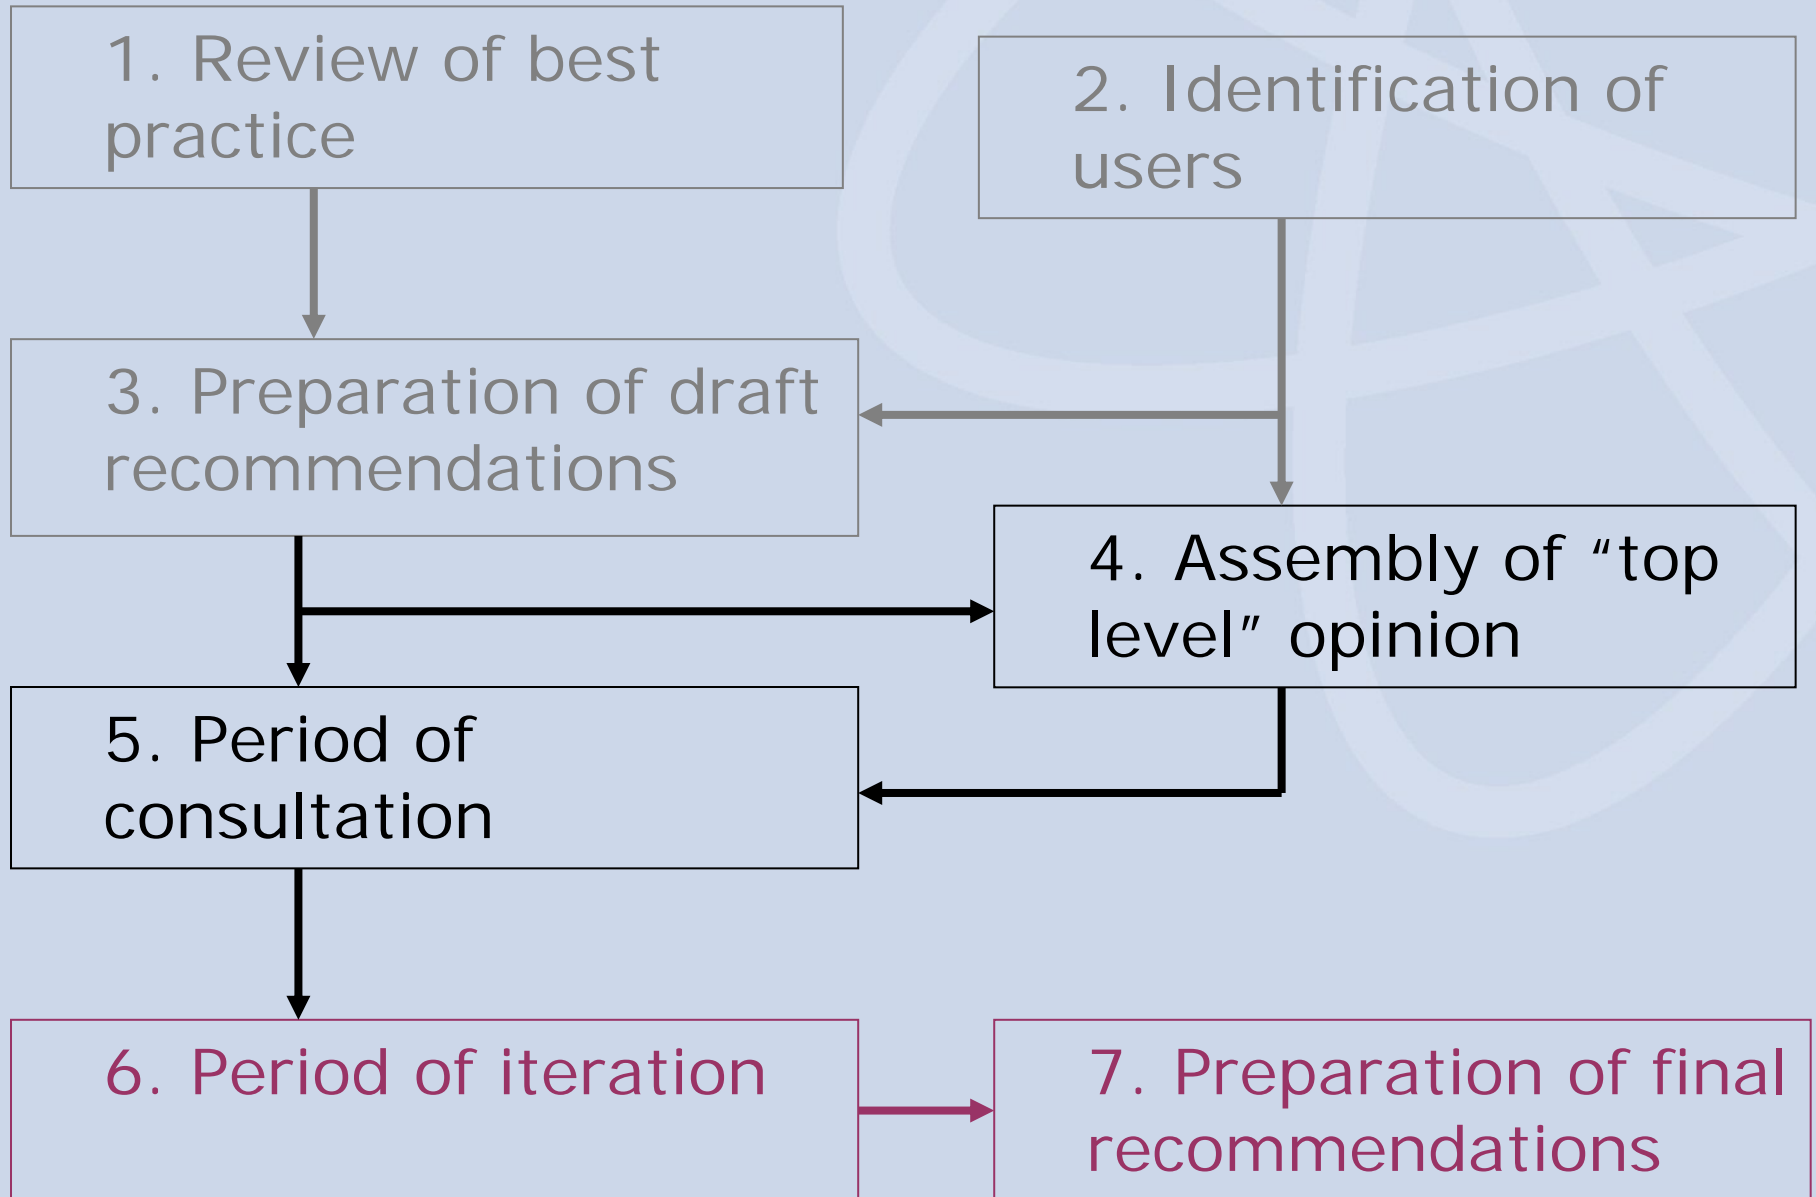 1. Review of best
practice
2. Identification of
users
3. Preparation of draft
recommendations
4. Assembly of “top
level” opinion
5. Period of
consultation
6. Period of iteration
7. Preparation of final
recommendations